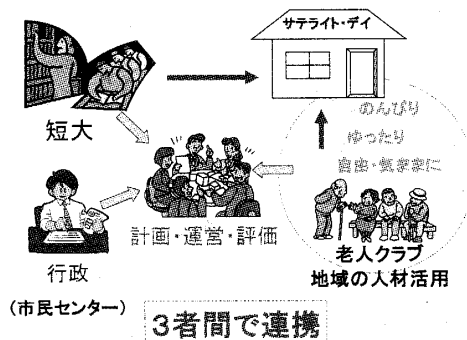 サテライト・デイ
短大
のんびり
ゆったり
自由・気ままに
計画・運営・評価
行政
(市民センター)
老人クラブ
地域の人材活用
3者間で連携